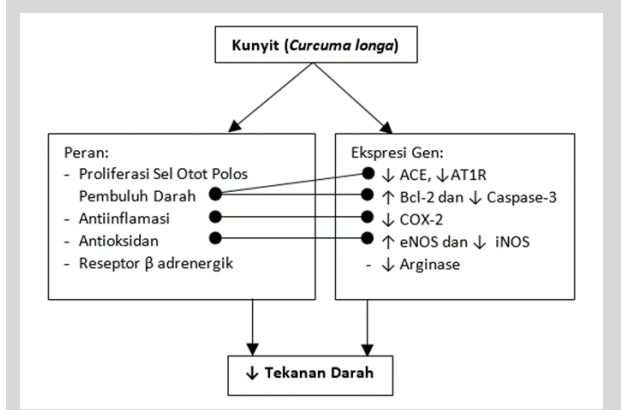 Kunyit (Curcuma longa)
Peran:
- Proliferasi Sel Otot Polos
Pembuluh Darah
- Antiinflamasi
- Antioksidan
- Reseptor β adrenergik
Ekspresi Gen:
↓ ACE, ↓AT1R
↑ Bcl-2 dan ↓ Caspase-3
↓ COX-2
↑ eNOS dan ↓ iNOS
- ↓ Arginase
↓ Tekanan Darah